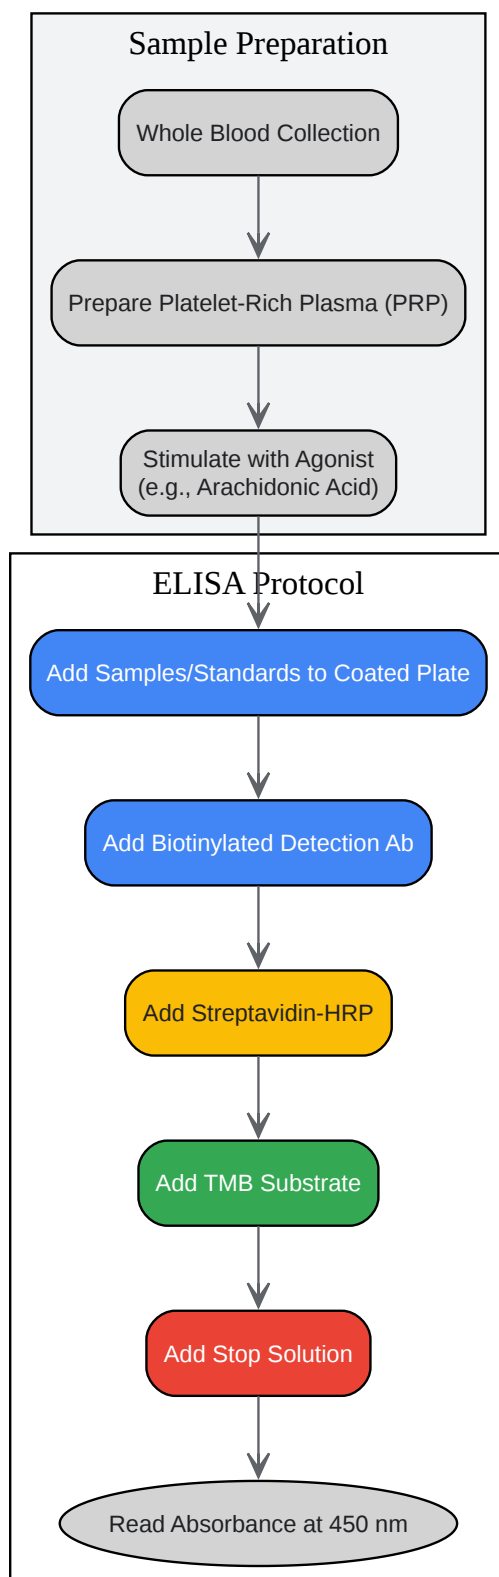 Sample Preparation
Whole Blood Collection
Prepare Platelet-Rich Plasma (PRP)
Stimulate with Agonist
(e.g., Arachidonic Acid)
ELISA Protocol
Add Samples/Standards to Coated Plate
Add Biotinylated Detection Ab
Add Streptavidin-HRP
Add TMB Substrate
Add Stop Solution
Read Absorbance at 450 nm